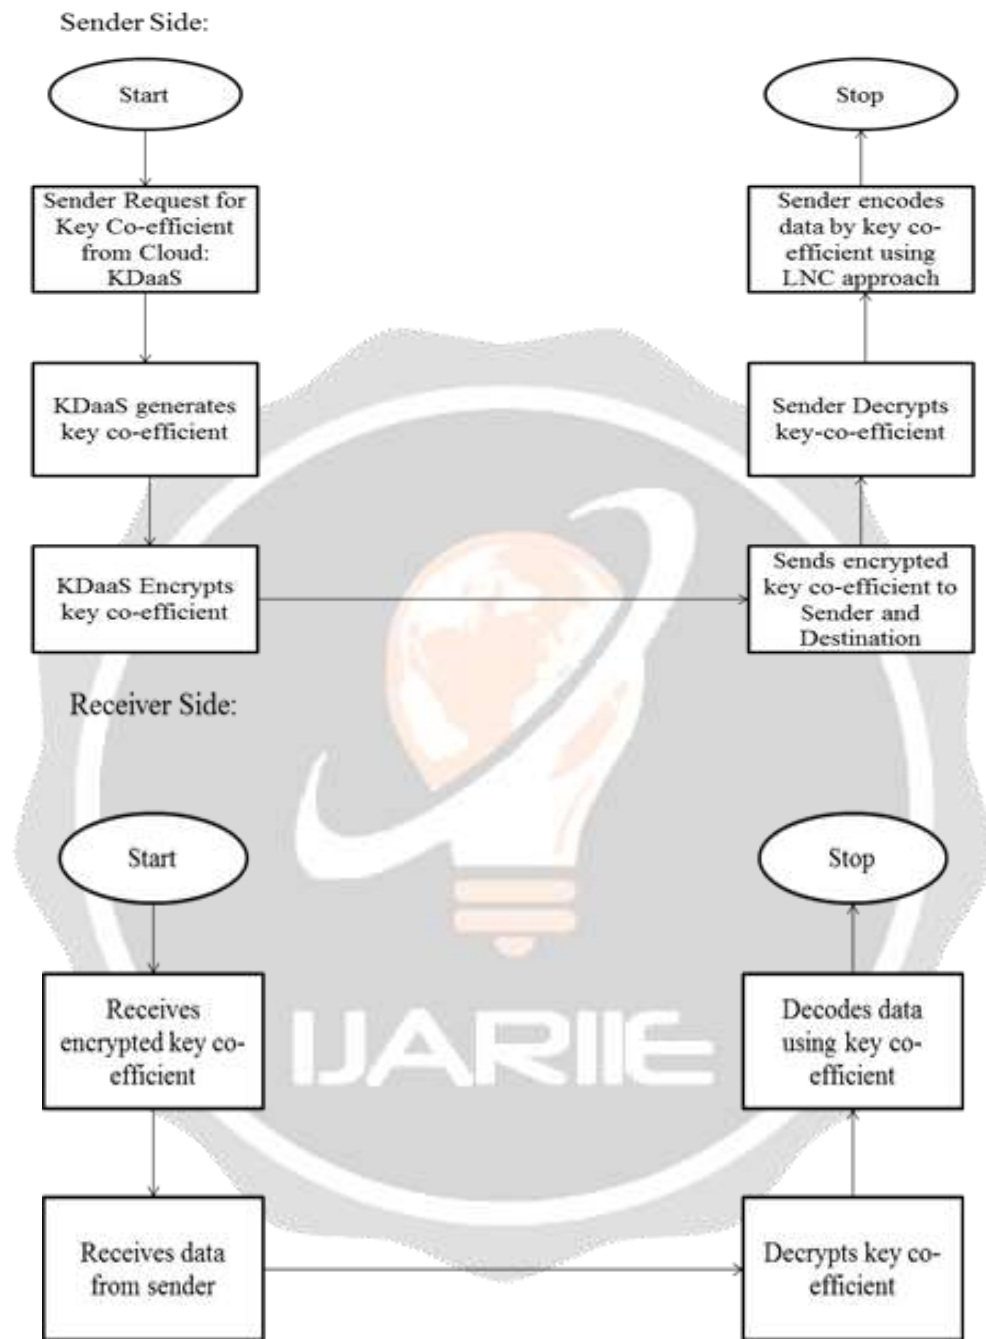 Sender Side:
Start
Sender Request for
Key Co-efficient
from Cloud:
KDaaS
KDaaS generates
key co-efficient
KDaaS Encrypts
key co-efficient
Sends encrypted
key co-efficient to
Sender and
Destination
Sender Decrypts
key-co-efficient
Sender encodes
data by key co-
efficient using
LNC approach
Stop
Receiver Side:
Start
Receives
encrypted key co-
efficient
Receives data
from sender
Decrypts key co-
efficient
Decodes data
using key co-
efficient
Stop
IJARIIE